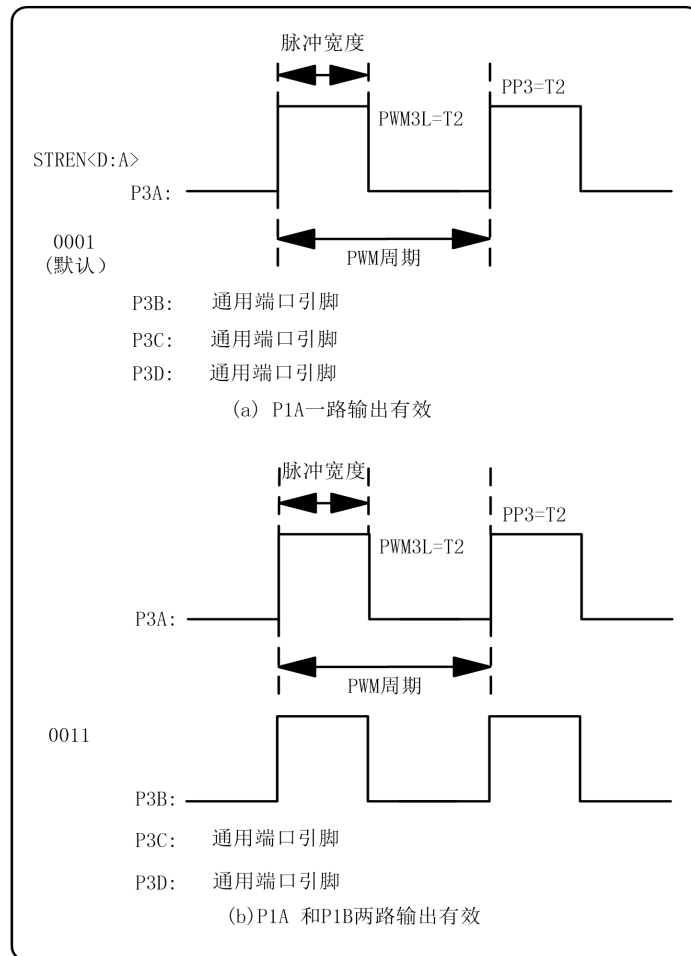 脉冲宽度
PP3=T2
PWM3L=T2
STREN<D:A>
P3A:
0001
(默认）
PWM周期
P3B: 通用端口引脚
P3C: 通用端口引脚
P3D: 通用端口引脚
(a) P1A一路输出有效
脉冲宽度
PP3=T2
PWM3L=T2
P3A:
PWM周期
0011
P3B:
P3C: 通用端口引脚
P3D: 通用端口引脚
(b)P1A 和P1B两路输出有效